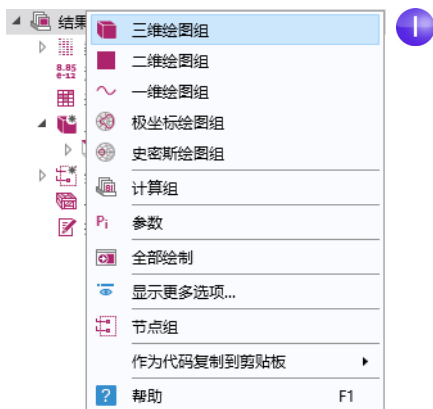 结果
三维绘图组
二维绘图组
8.85
e-12
一维绘图组
极坐标绘图组
史密斯绘图组
计算组
Pi 参数
全部绘制
显示更多选项...
节点组
作为代码复制到剪贴板
? 帮助 F1